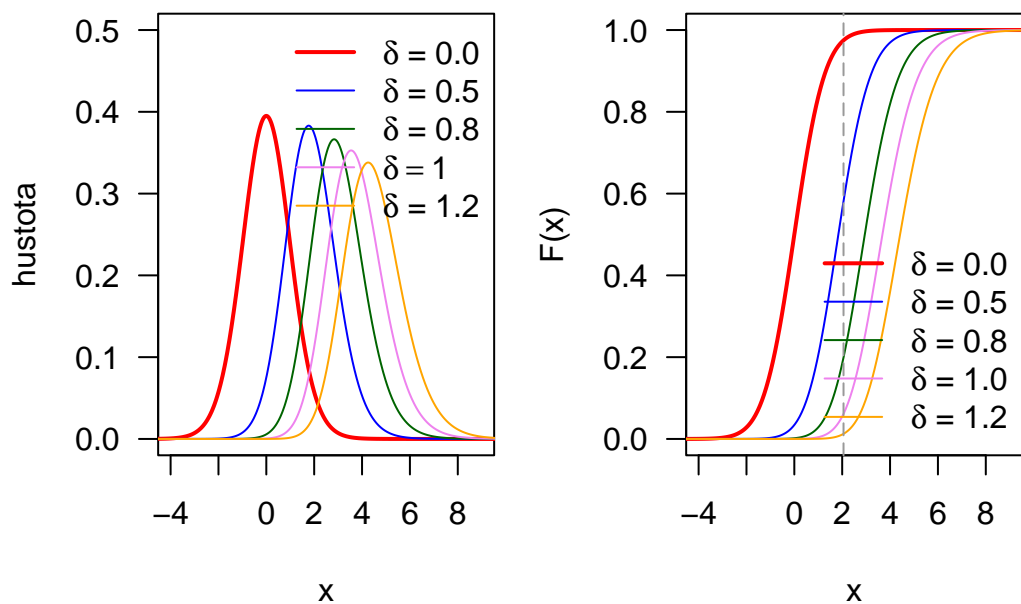 hustota
0.5
0.4
0.3
0.2
0.1
0.0
δ = 0.0
δ = 0.5
δ = 0.8
δ = 1
δ = 1.2
−4
0
2
4
6
8
x
F(x)
1.0
0.8
0.6
0.4
0.2
0.0
δ = 0.0
δ = 0.5
δ = 0.8
δ = 1.0
δ = 1.2
−4
0
2
4
6
8
x